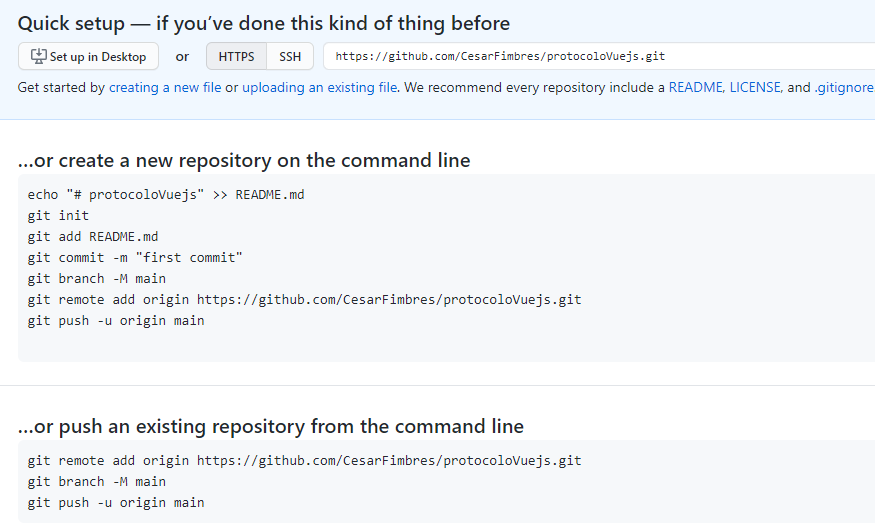 Quick setup — if you've done this kind of thing before
Set up in Desktop or HTTPS SSH https://github.com/CesarFimbres/protocoloVuejs.git
Get started by creating a new file or uploading an existing file. We recommend every repository include a README, LICENSE, and .gitignore
...or create a new repository on the command line
echo "# protocoloVuejs" >> README.md
git init
git add README.md
git commit -m "first commit"
git branch -M main
git remote add origin https://github.com/CesarFimbres/protocoloVuejs.git
git push -u origin main
...or push an existing repository from the command line
git remote add origin https://github.com/CesarFimbres/protocoloVuejs.git
git branch -M main
git push -u origin main